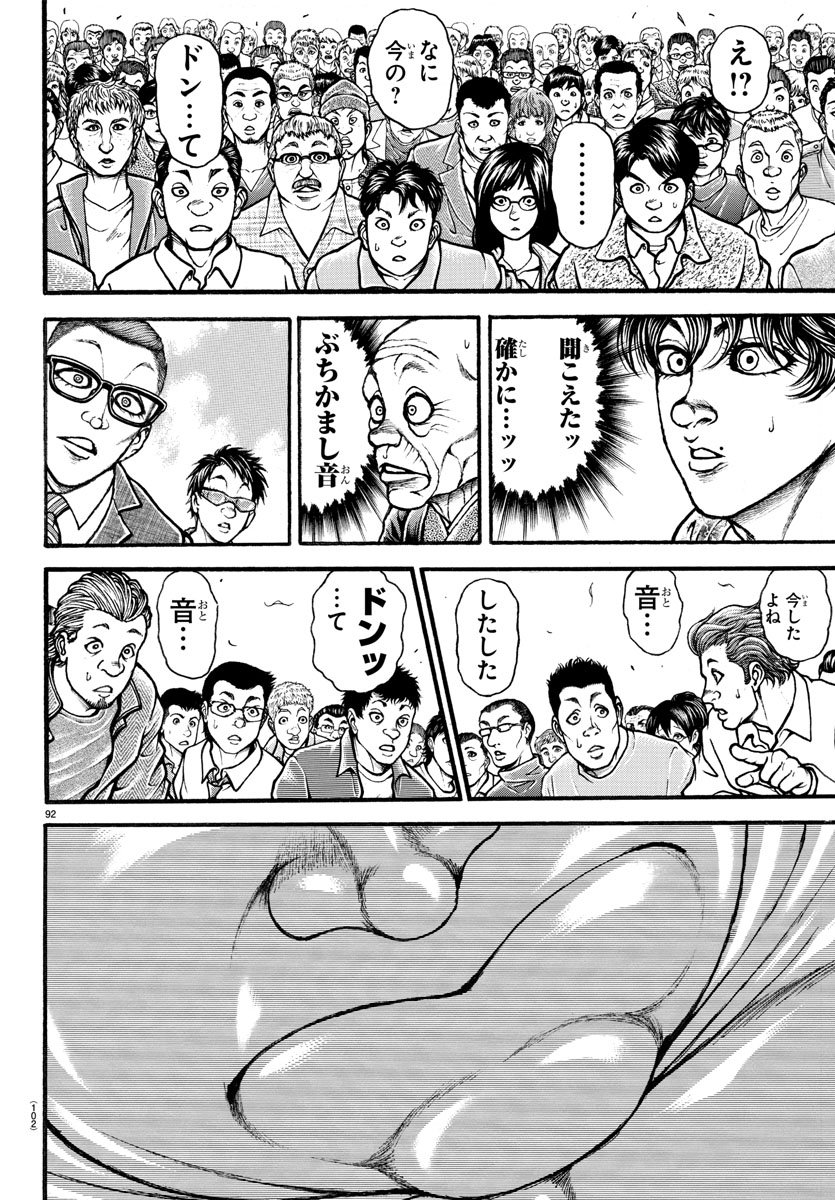 え!?
………
なに
今の?
ドン…て
聞こえたッ
確かに…ッッ
ぶちかまし音
今した
よね
音…
したした
ドンッ
…て
音…
92
(102)